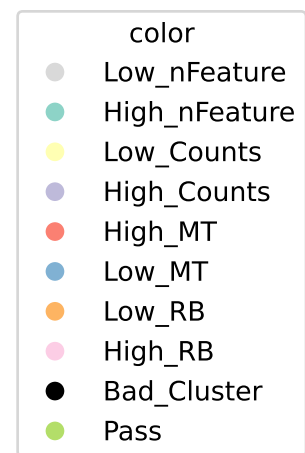 color
Low_nFeature
High_nFeature
Low_Counts
High_Counts
High_MT
Low_MT
Low_RB
High_RB
Bad_Cluster
Pass